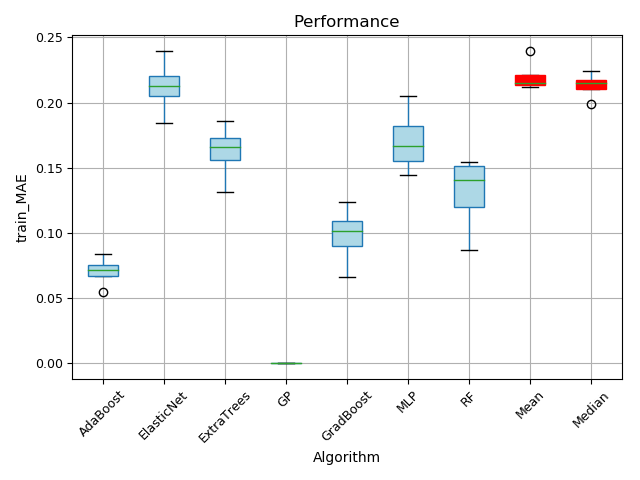 Performance
0.25
0.20
0.15
0.10
0.05
0.00
train_MAE
AdaBoost
ElasticNet
ExtraTrees
GP
GradBoost
MLP
RF
Mean
Median
Algorithm